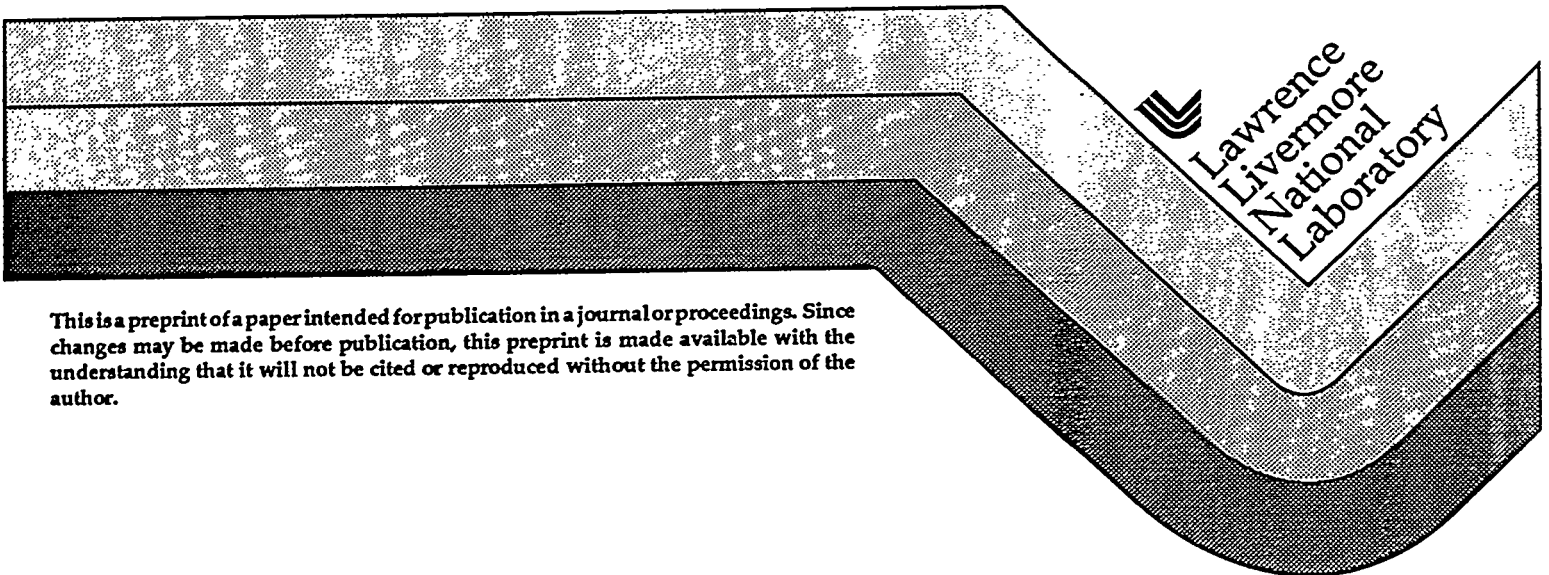 Lawrence
Livermore
National
Laboratory
This is a preprint of a paper intended for publication in a journal or proceedings. Since
changes may be made before publication, this preprint is made available with the
understanding that it will not be cited or reproduced without the permission of the
author.